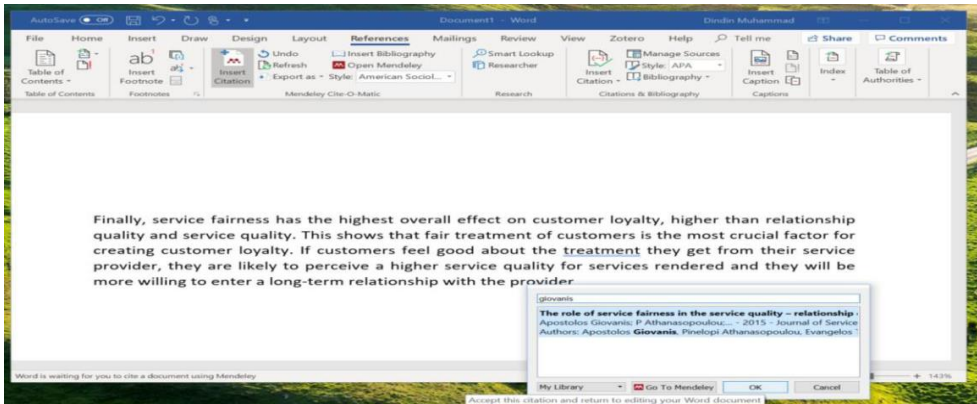 AutoSave Off Document1 - Word Dindin Muhammad
File Home Insert Draw Design Layout References Mailings Review View Zotero Help Tell me Share Comments
Table of Contents
Insert Footnote
Insert Citation
Undo
Refresh
Export as
Insert Bibliography
Open Mendeley
Style: American Sociol...
Smart Lookup
Researcher
Insert Citation
Manage Sources
Style: APA
Bibliography
Insert Caption
Index
Table of Authorities
Table of Contents Footnotes Mendeley Cite-O-Matic Research Citations & Bibliography Captions
Finally, service fairness has the highest overall effect on customer loyalty, higher than relationship
quality and service quality. This shows that fair treatment of customers is the most crucial factor for
creating customer loyalty. If customers feel good about the treatment they get from their service
provider, they are likely to perceive a higher service quality for services rendered and they will be
more willing to enter a long-term relationship with the provider
giovanis
The role of service fairness in the service quality – relationship
Apostolos Giovanis; P Athanasopoulou;... - 2015 - Journal of Service
Authors: Apostolos Giovanis, Pinelopi Athanasopoulou, Evangelos
My Library Go To Mendeley OK Cancel
Accept this citation and return to editing your Word document
Word is waiting for you to cite a document using Mendeley
143%